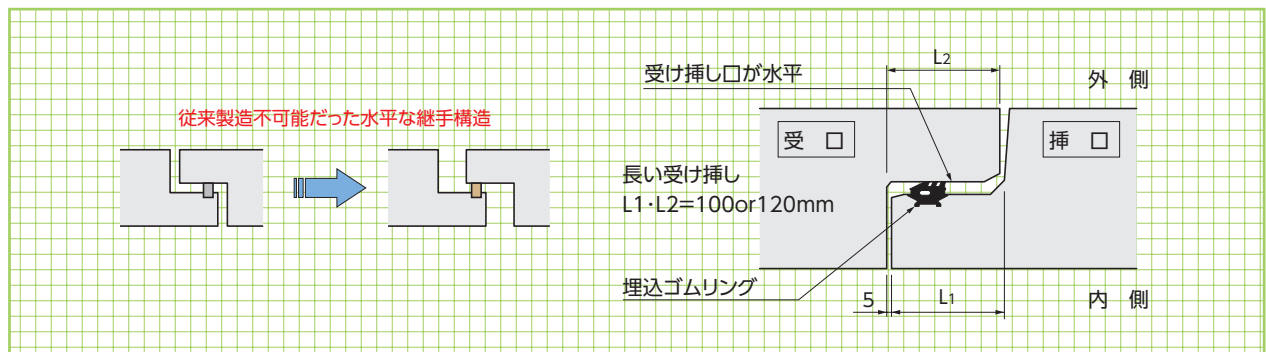 従来製造不可能だった水平な継手構造
受け挿し口が水平
L2
外 側
受 口
挿 口
長い受け挿し
L1・L2=100or120mm
埋込ゴムリング
5
L1
内 側